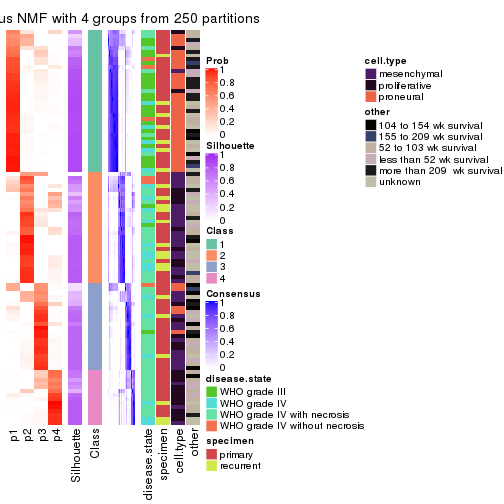 us NMF with 4 groups from 250 partitions
Prob
1
0.8
0.6
0.4
0.2
0
Silhouette
1
0.8
0.6
0.4
0.2
0
Class
1
2
3
4
Consensus
1
0.8
0.6
0.4
0.2
0
disease.state
WHO grade III
WHO grade IV
WHO grade IV with necrosis
WHO grade IV without necrosis
specimen
primary
recurrent
cell.type
mesenchymal
proliferative
proneural
other
104 to 154 wk survival
155 to 209 wk survival
52 to 103 wk survival
less than 52 wk survival
more than 209  wk survival
unknown
p1
p2
p3
p4
Silhouette
Class
disease.state
specimen
cell.type
other